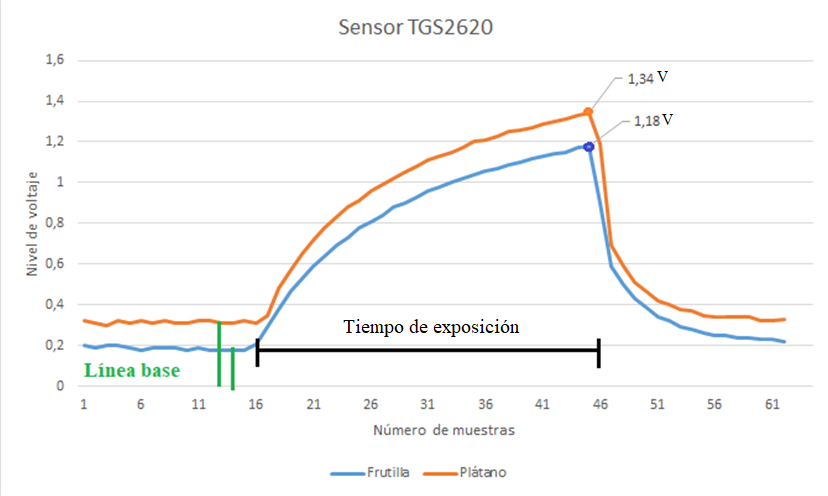 Sensor TGS2620
1,6
1,4
1,2
1
0,8
0,6
0,4
0,2
0
Nivel de voltaje
1,34 V
1,18 V
Tiempo de exposición
Línea base
1 6 11 16 21 26 31 36 41 46 51 56 61
Número de muestras
Frutilla Plátano